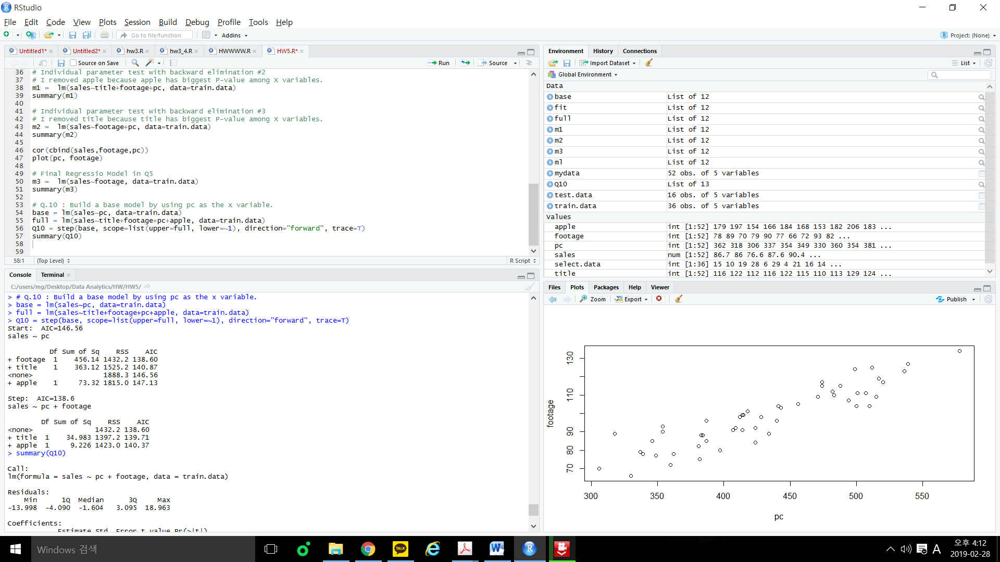 RStudio
File Edit Code View Plots Session Build Debug Profile Tools Help
Go to file/function Addins Project: (None)
Untitled1* Untitled2* hw3.R hw3_4.R HWWWW.R HW5.R*
Source on Save Run Source
36 # Individual parameter test with backward elimination #2
37 # I removed apple because apple has biggest P-value among X variables.
38 m1 =  lm(sales~title+footage+pc, data=train.data)
39 summary(m1)
40
41 # Individual parameter test with backward elimination #3
42 # I removed title because title has biggest P-value among X variables.
43 m2 =  lm(sales~footage+pc, data=train.data)
44 summary(m2)
45
46 cor(cbind(sales,footage,pc))
47 plot(pc, footage)
48
49 # Final Regressio Model in Q5
50 m3 =  lm(sales~footage, data=train.data)
51 summary(m3)
52
53 # Q.10 : Build a base model by using pc as the x variable.
54 base = lm(sales~pc, data=train.data)
55 full = lm(sales~title+footage+pc+apple, data=train.data)
56 Q10 = step(base, scope=list(upper=full, lower=~1), direction="forward", trace=T)
57 summary(Q10)
58
59
58:1 (Top Level) R Script
Console Terminal
C:/users/mg/Desktop/Data Analytics/HW/HW5/
> # Q.10 : Build a base model by using pc as the x variable.
> base = lm(sales~pc, data=train.data)
> full = lm(sales~title+footage+pc+apple, data=train.data)
> Q10 = step(base, scope=list(upper=full, lower=~1), direction="forward", trace=T)
Start:  AIC=146.56
sales ~ pc
Df Sum of Sq    RSS    AIC
+ footage  1    456.14 1432.2 138.60
+ title    1    363.12 1525.2 140.87
<none>                 1888.3 146.56
+ apple    1     73.32 1815.0 147.13
Step:  AIC=138.6
sales ~ pc + footage
Df Sum of Sq    RSS    AIC
<none>               1432.2 138.60
+ title  1    34.983 1397.2 139.71
+ apple  1     9.226 1423.0 140.37
> summary(Q10)
Call:
lm(formula = sales ~ pc + footage, data = train.data)
Residuals:
Min      1Q  Median      3Q     Max
-13.998  -4.090  -1.604   3.095  18.963
Coefficients:
Estimate Std. Error t value Pr(>|t|)
Environment History Connections
Import Dataset List
Global Environment
Data
base List of 12
fit List of 12
full List of 12
m1 List of 12
m2 List of 12
m3 List of 12
ml List of 12
mydata 52 obs. of 5 variables
Q10 List of 13
test.data 16 obs. of 5 variables
train.data 36 obs. of 5 variables
Values
apple int [1:52] 179 197 154 166 184 168 153 182 206 183 ...
footage int [1:52] 78 89 70 79 90 77 66 72 93 82 ...
pc int [1:52] 362 318 306 337 354 349 330 360 354 381 ...
sales num [1:52] 86.7 86 76.6 87.6 90.4 ...
select.data int [1:36] 15 10 19 28 6 29 4 21 16 14 ...
title int [1:52] 116 122 112 116 122 115 110 113 129 124 ...
Files Plots Packages Help Viewer
Zoom Export Publish
130
110
90
80
70
footage
300 350 400 450 500 550
pc
Windows 검색
TALK
A
오후 4:12
2019-02-28